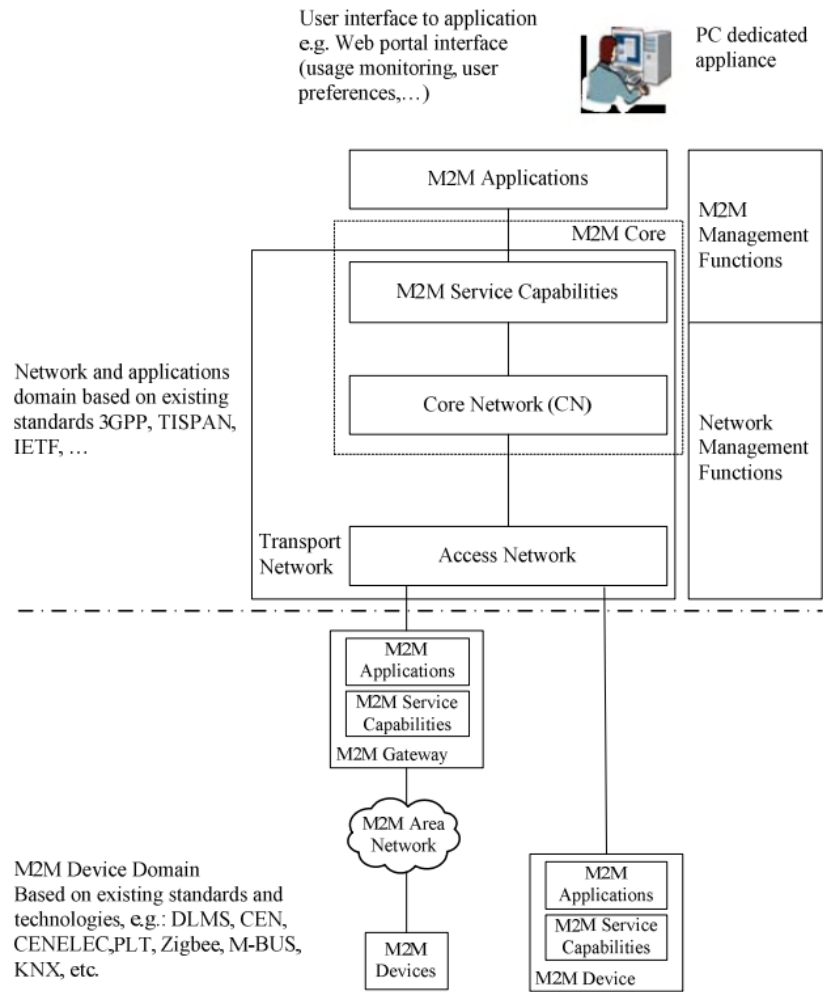 User interface to application
e.g. Web portal interface
(usage monitoring, user
preferences,…)
PC dedicated
appliance
M2M Applications
M2M
Management
Functions
M2M Core
M2M Service Capabilities
Network and applications
domain based on existing
standards 3GPP, TISPAN,
IETF, …
Core Network (CN)
Network
Management
Functions
Transport
Network
Access Network
M2M
Applications
M2M Service
Capabilities
M2M Gateway
M2M Area
Network
M2M Device Domain
Based on existing standards and
technologies, e.g.: DLMS, CEN,
CENELEC,PLT, Zigbee, M-BUS,
KNX, etc.
M2M
Devices
M2M
Applications
M2M Service
Capabilities
M2M Device